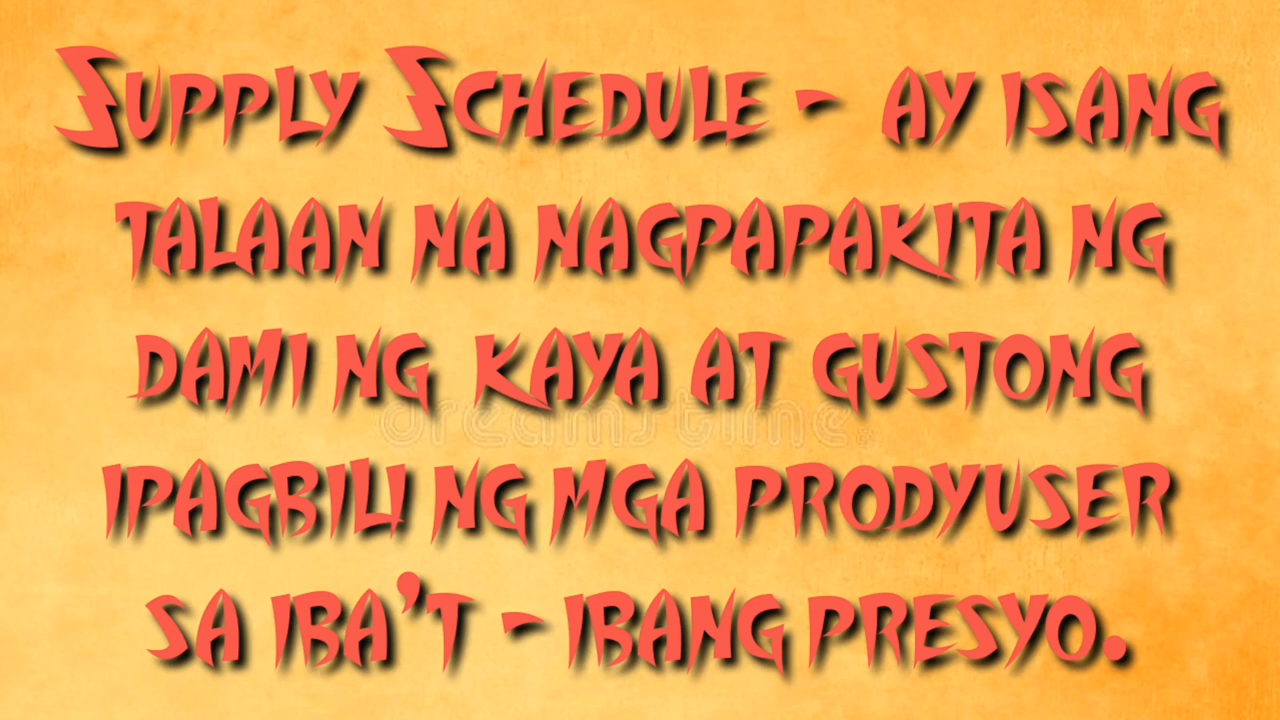 Supply Schedule - ay isang
talaan na nagpapakita ng
dami ng kaya at gustong
dreamstime.
ipagbili ng mga prodyuser
sa iba't - ibang presyo.